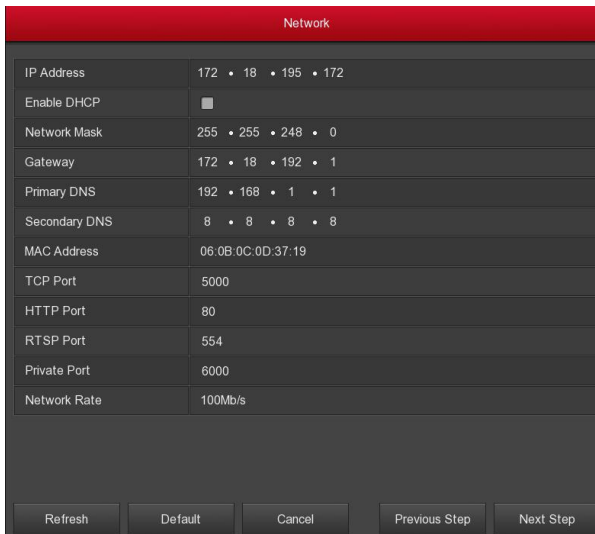 Network
IP Address 172 • 18 • 195 • 172
Enable DHCP
Network Mask 255 • 255 • 248 • 0
Gateway 172 • 18 • 192 • 1
Primary DNS 192 • 168 • 1 • 1
Secondary DNS 8 • 8 • 8 • 8
MAC Address 06:0B:0C:0D:37:19
TCP Port 5000
HTTP Port 80
RTSP Port 554
Private Port 6000
Network Rate 100Mb/s
Refresh Default Cancel Previous Step Next Step